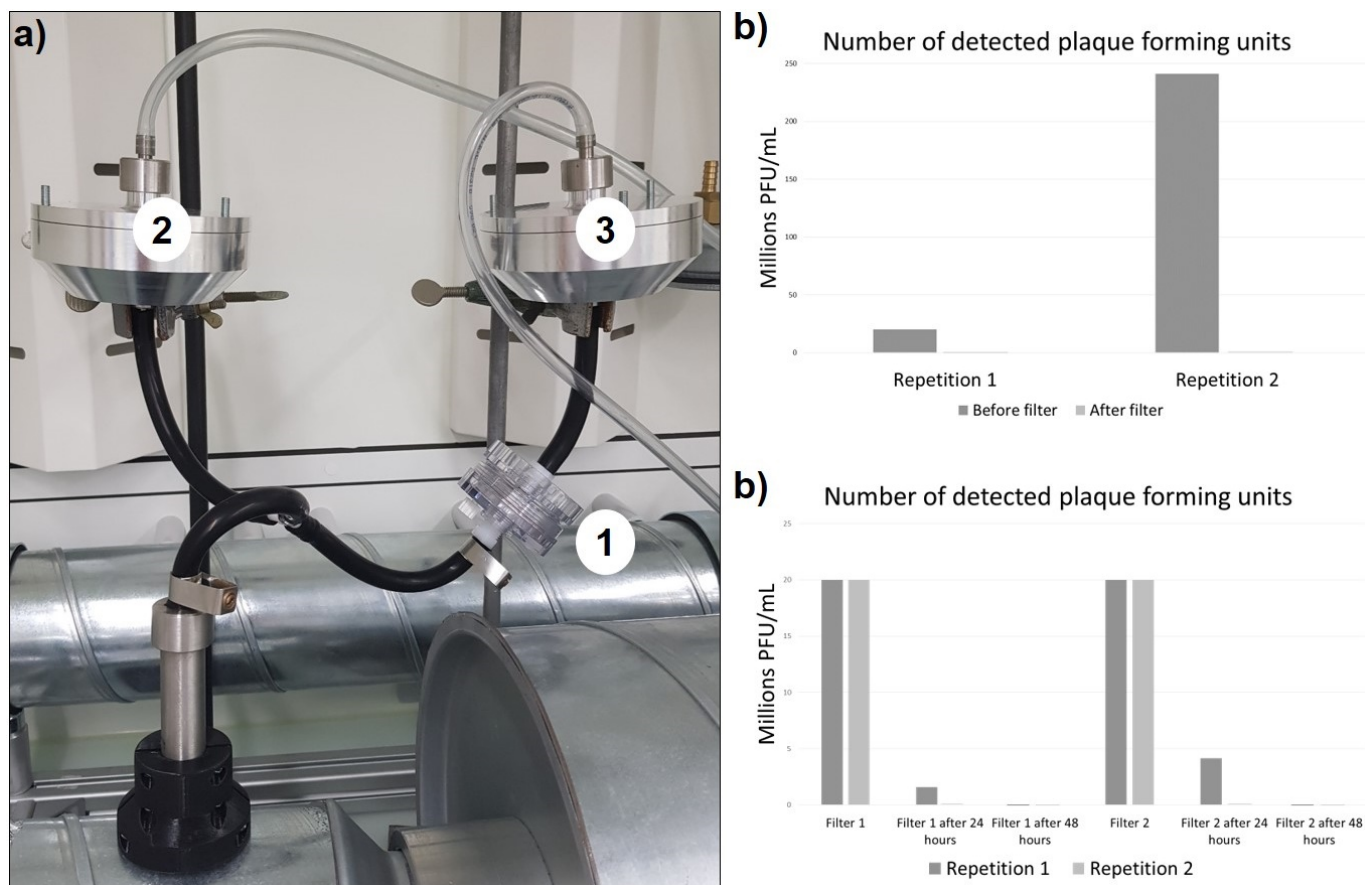 a)
2
3
1
b)
Number of detected plaque forming units
Millions PFU/mL
250
200
150
100
50
0
Repetition 1
Repetition 2
Before filter
After filter
b)
Number of detected plaque forming units
Millions PFU/mL
25
20
15
10
5
0
Filter 1
Filter 1 after 24
hours
Filter 1 after 48
hours
Filter 2
Filter 2 after 24
hours
Filter 2 after 48
hours
Repetition 1
Repetition 2